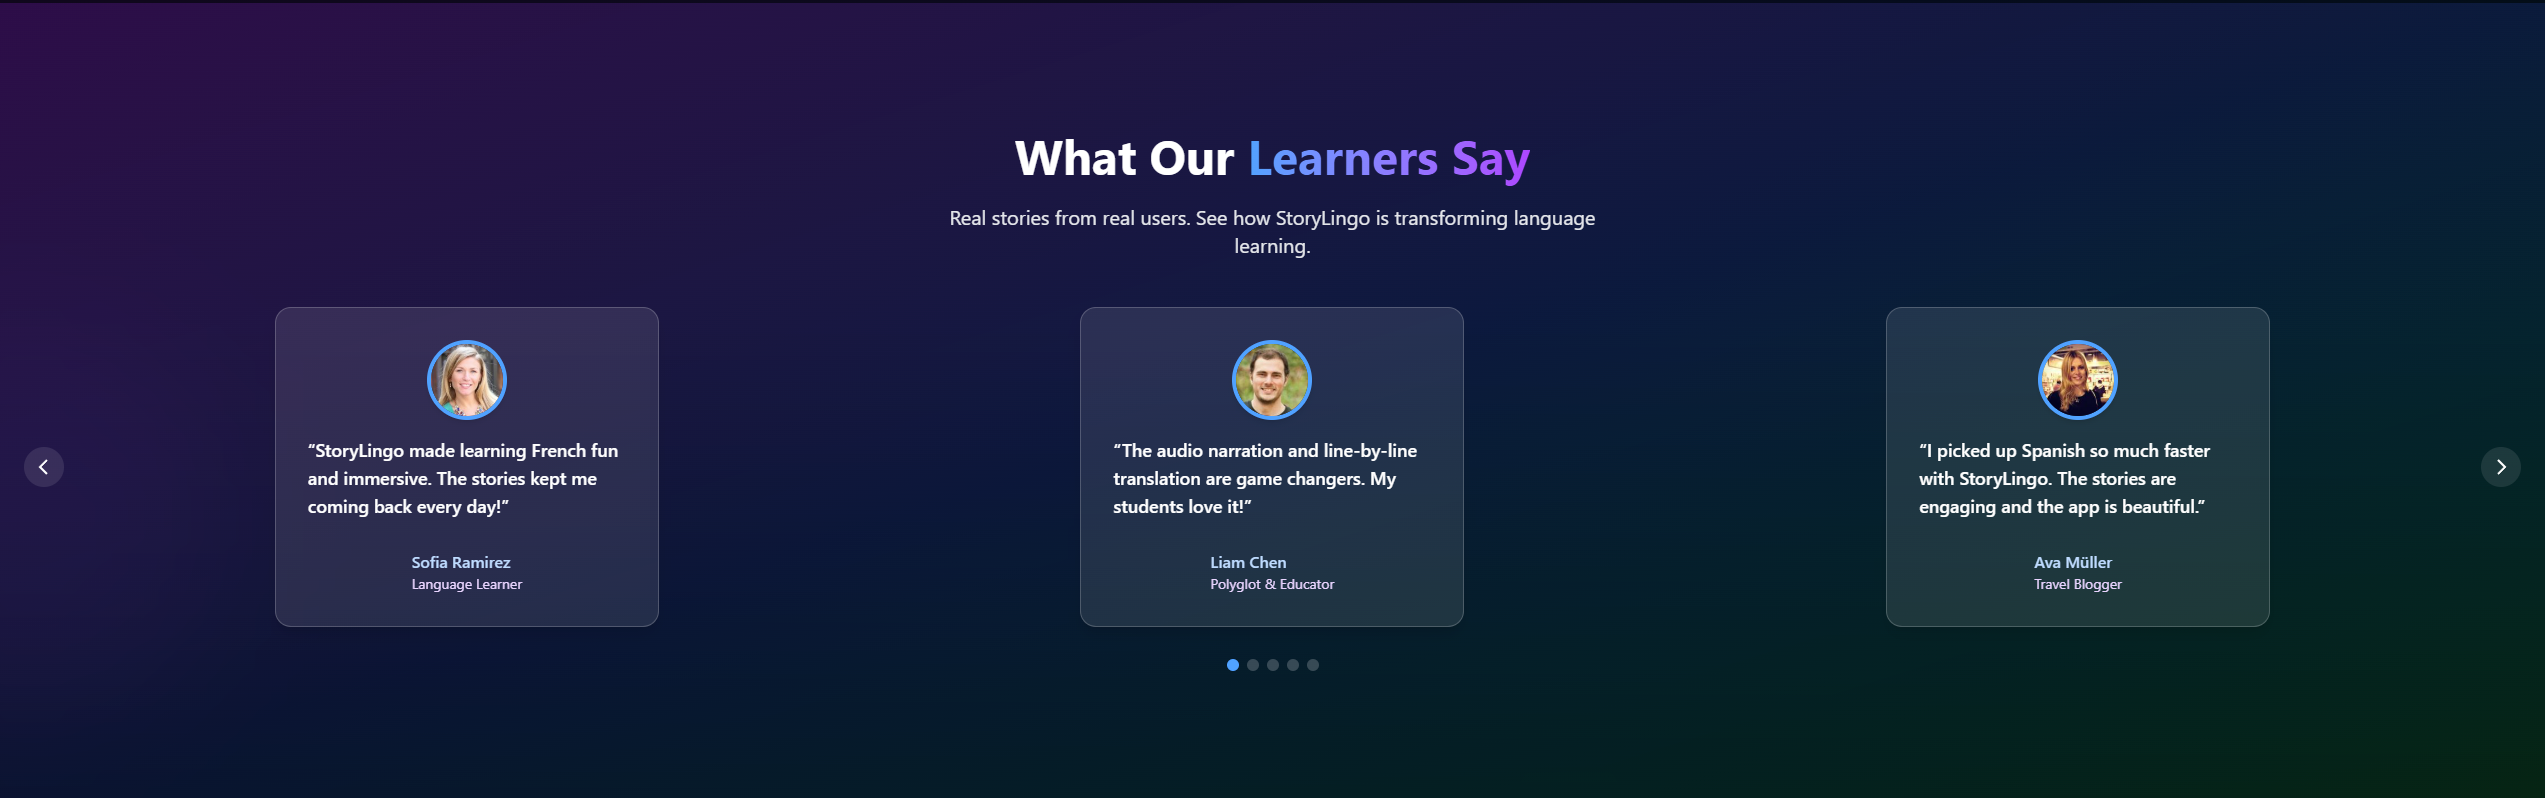 What Our Learners Say
Real stories from real users. See how StoryLingo is transforming language
learning.
“StoryLingo made learning French fun
and immersive. The stories kept me
coming back every day!”
Sofia Ramirez
Language Learner
“The audio narration and line-by-line
translation are game changers. My
students love it!”
Liam Chen
Polyglot & Educator
“I picked up Spanish so much faster
with StoryLingo. The stories are
engaging and the app is beautiful.”
Ava Müller
Travel Blogger